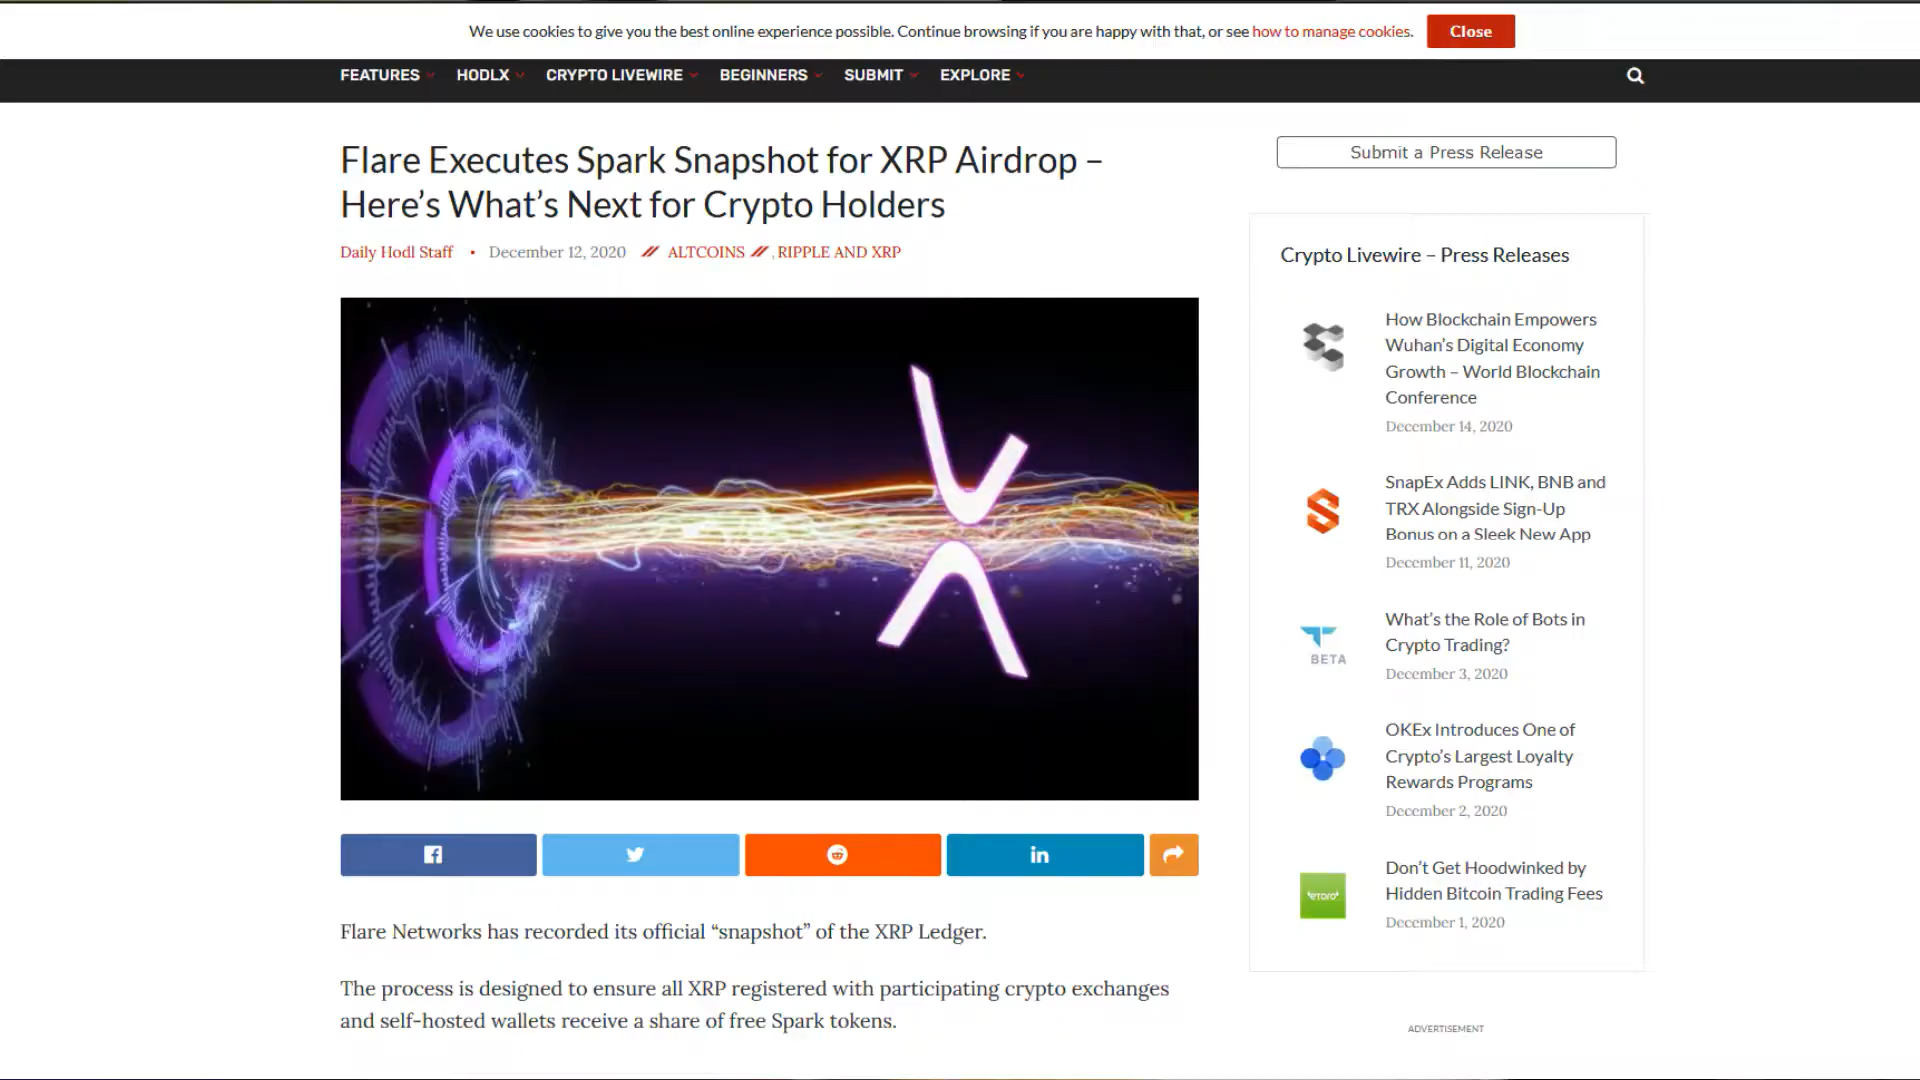 We use cookies to give you the best online experience possible. Continue browsing if you are happy with that, or see how to manage cookies. Close
FEATURES HODLX CRYPTO LIVEWIRE BEGINNERS SUBMIT EXPLORE
Flare Executes Spark Snapshot for XRP Airdrop –
Here’s What’s Next for Crypto Holders
Daily Hodl Staff • December 12, 2020 // ALTCOINS // , RIPPLE AND XRP
Flare Networks has recorded its official “snapshot” of the XRP Ledger.
The process is designed to ensure all XRP registered with participating crypto exchanges
and self-hosted wallets receive a share of free Spark tokens.
Submit a Press Release
Crypto Livewire – Press Releases
How Blockchain Empowers
Wuhan’s Digital Economy
Growth – World Blockchain
Conference
December 14, 2020
SnapEx Adds LINK, BNB and
TRX Alongside Sign-Up
Bonus on a Sleek New App
December 11, 2020
BETA
What’s the Role of Bots in
Crypto Trading?
December 3, 2020
OKEx Introduces One of
Crypto’s Largest Loyalty
Rewards Programs
December 2, 2020
eToro
Don’t Get Hoodwinked by
Hidden Bitcoin Trading Fees
December 1, 2020
ADVERTISEMENT